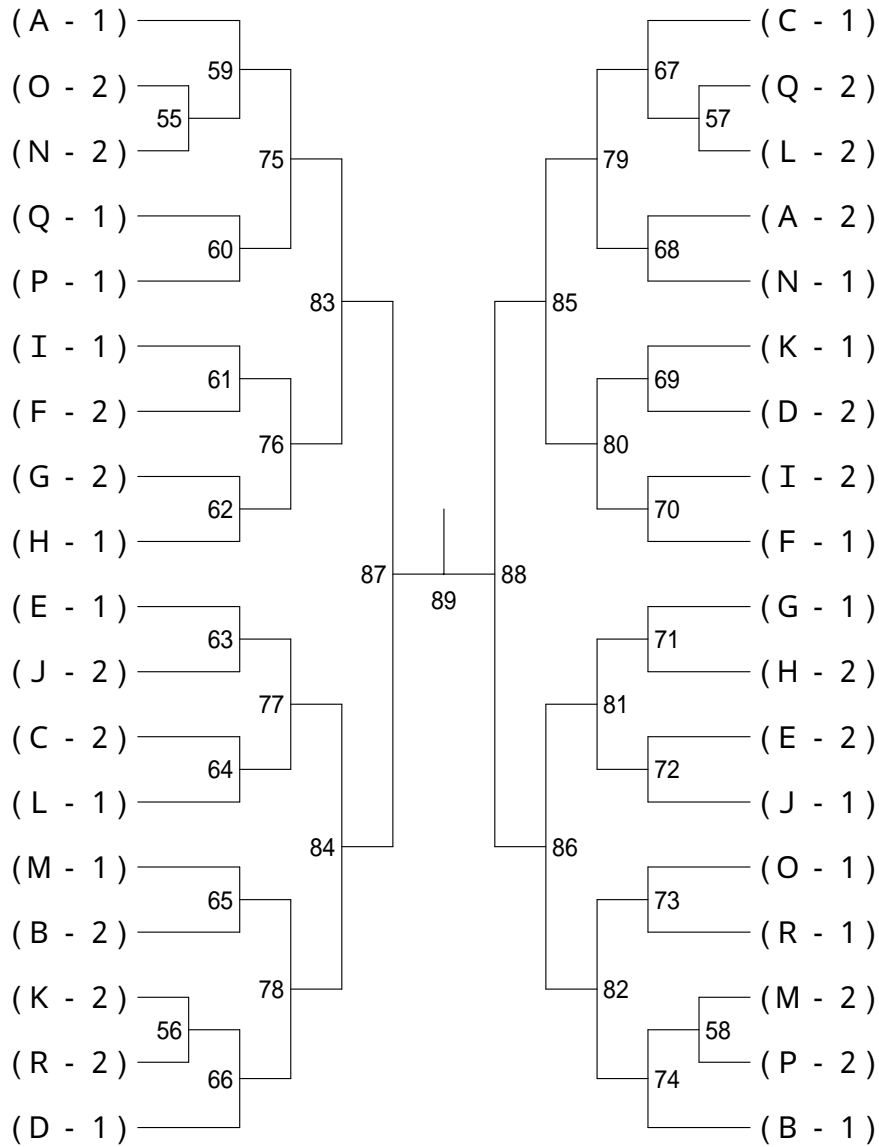 (A - 1)
(O - 2)
(N - 2)
(Q - 1)
(P - 1)
(I - 1)
(F - 2)
(G - 2)
(H - 1)
(E - 1)
(J - 2)
(C - 2)
(L - 1)
(M - 1)
(B - 2)
(K - 2)
(R - 2)
(D - 1)
55
56
59
60
61
62
63
64
65
66
75
76
77
78
83
84
87
89
88
85
86
79
80
81
82
67
68
69
70
71
72
73
74
57
58
(C - 1)
(Q - 2)
(L - 2)
(A - 2)
(N - 1)
(K - 1)
(D - 2)
(I - 2)
(F - 1)
(G - 1)
(H - 2)
(E - 2)
(J - 1)
(O - 1)
(R - 1)
(M - 2)
(P - 2)
(B - 1)